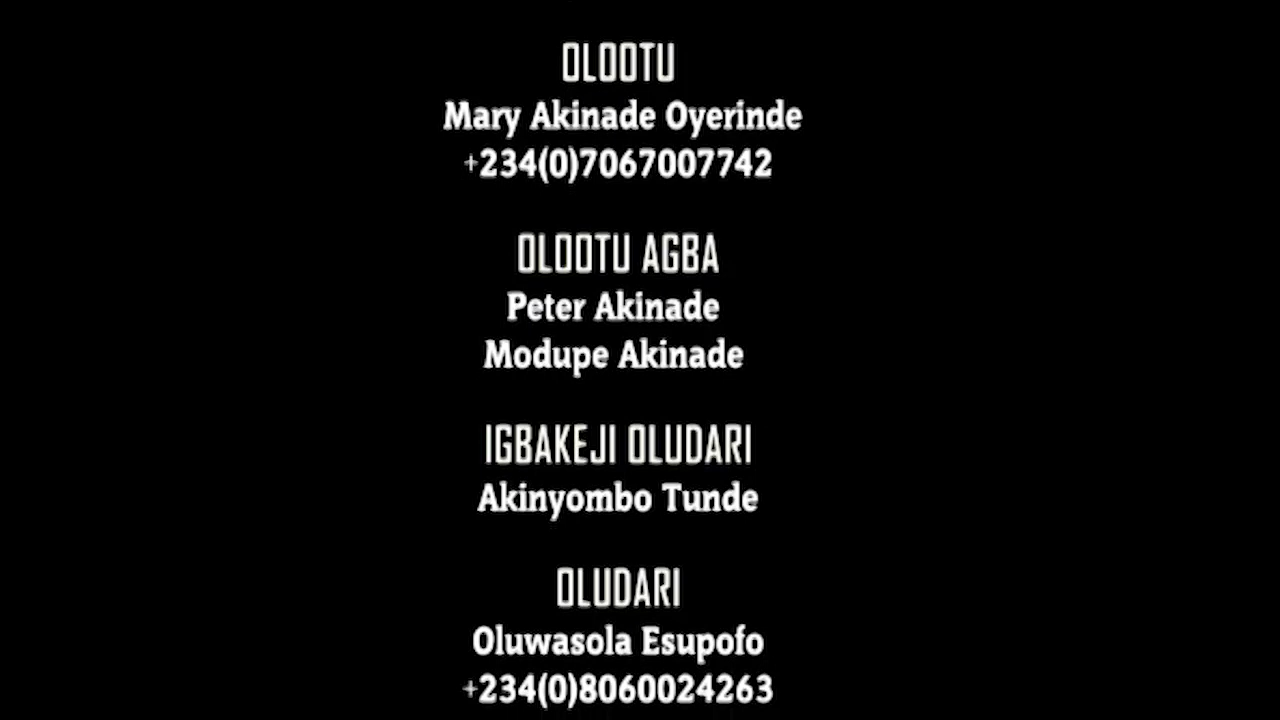 OLOOTU
Mary Akinade Oyerinde
+234(0)7067007742
OLOOTU AGBA
Peter Akinade
Modupe Akinade
IGBAKEJI OLUDARI
Akinyombo Tunde
OLUDARI
Oluwasola Esupofo
+234(0)8060024263